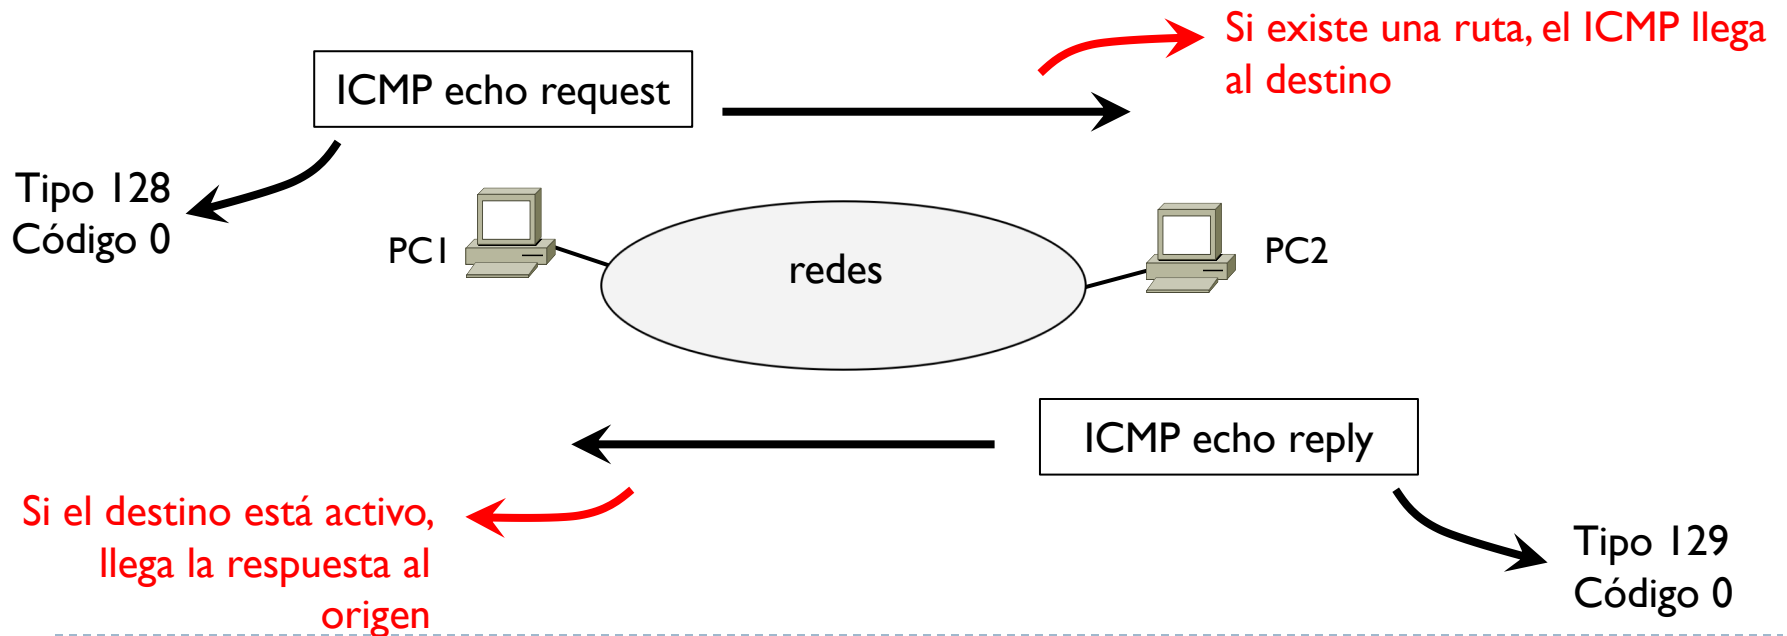 Si existe una ruta, el ICMP llega
al destino
ICMP echo request
Tipo 128
Código 0
PC1
redes
PC2
ICMP echo reply
Si el destino está activo,
llega la respuesta al
origen
Tipo 129
Código 0